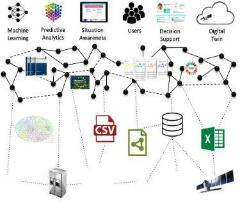 Machine
Learning
Predictive
Analytics
Situation
Awareness
Users
Decision
Support
Digital
Twin
CSV